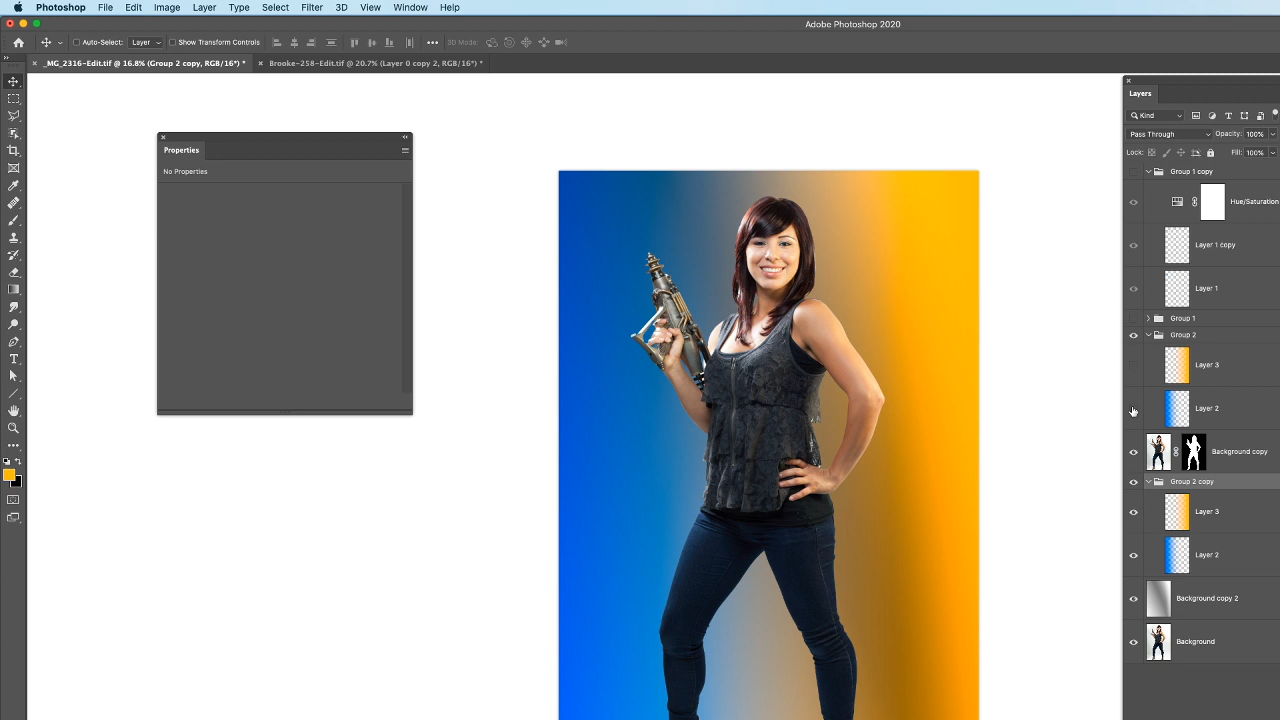 Photoshop File Edit Image Layer Type Select Filter 3D View Window Help
Adobe Photoshop 2020
Auto-Select: Layer Show Transform Controls 3D Mode:
_MG_2316-Edit.tif @ 16.8% (Group 2 copy, RGB/16*) * Brooke-258-Edit.tif @ 20.7% (Layer 0 copy 2, RGB/16*) *
Properties
No Properties
Layers
Kind
Pass Through Opacity: 100%
Lock: Fill: 100%
Group 1 copy
Hue/Saturation
Layer 1 copy
Layer 1
Group 1
Group 2
Layer 3
Layer 2
Background copy
Group 2 copy
Layer 3
Layer 2
Background copy 2
Background